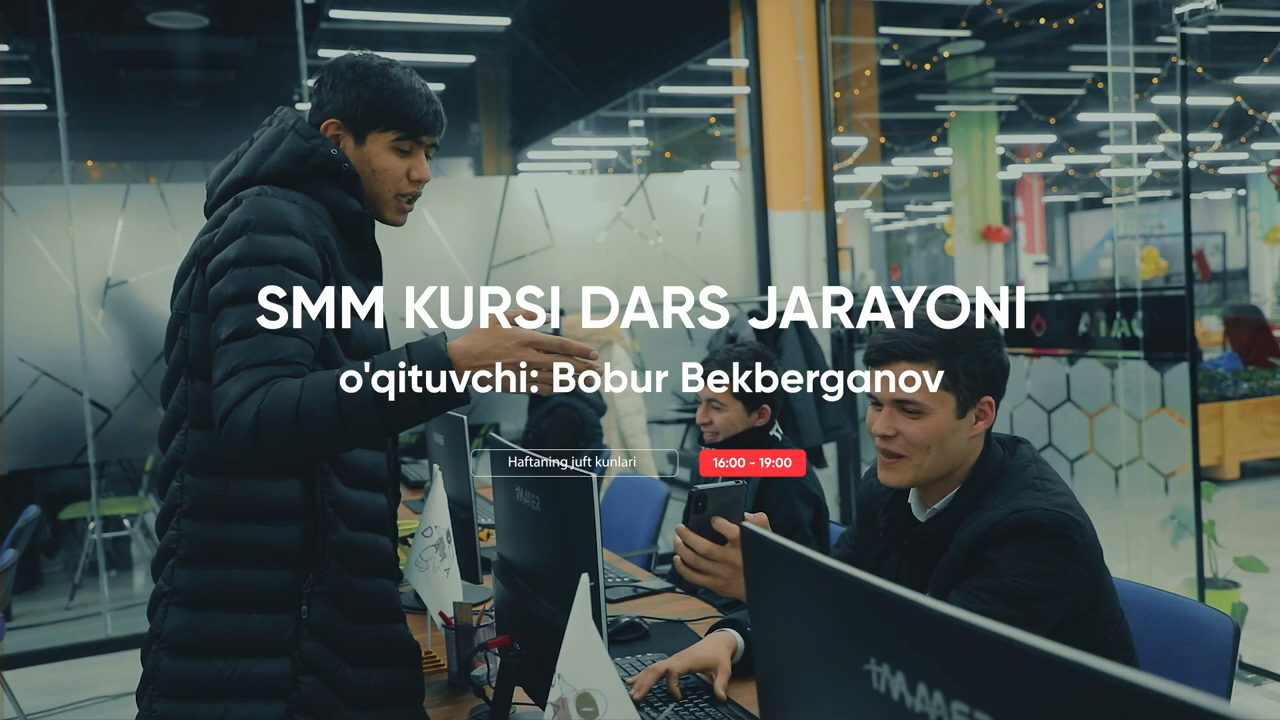 SMM KURSI DARS JARAYONI
o'qituvchi: Bobur Bekberganov
Haftaning juft kunlari
16:00 - 19:00